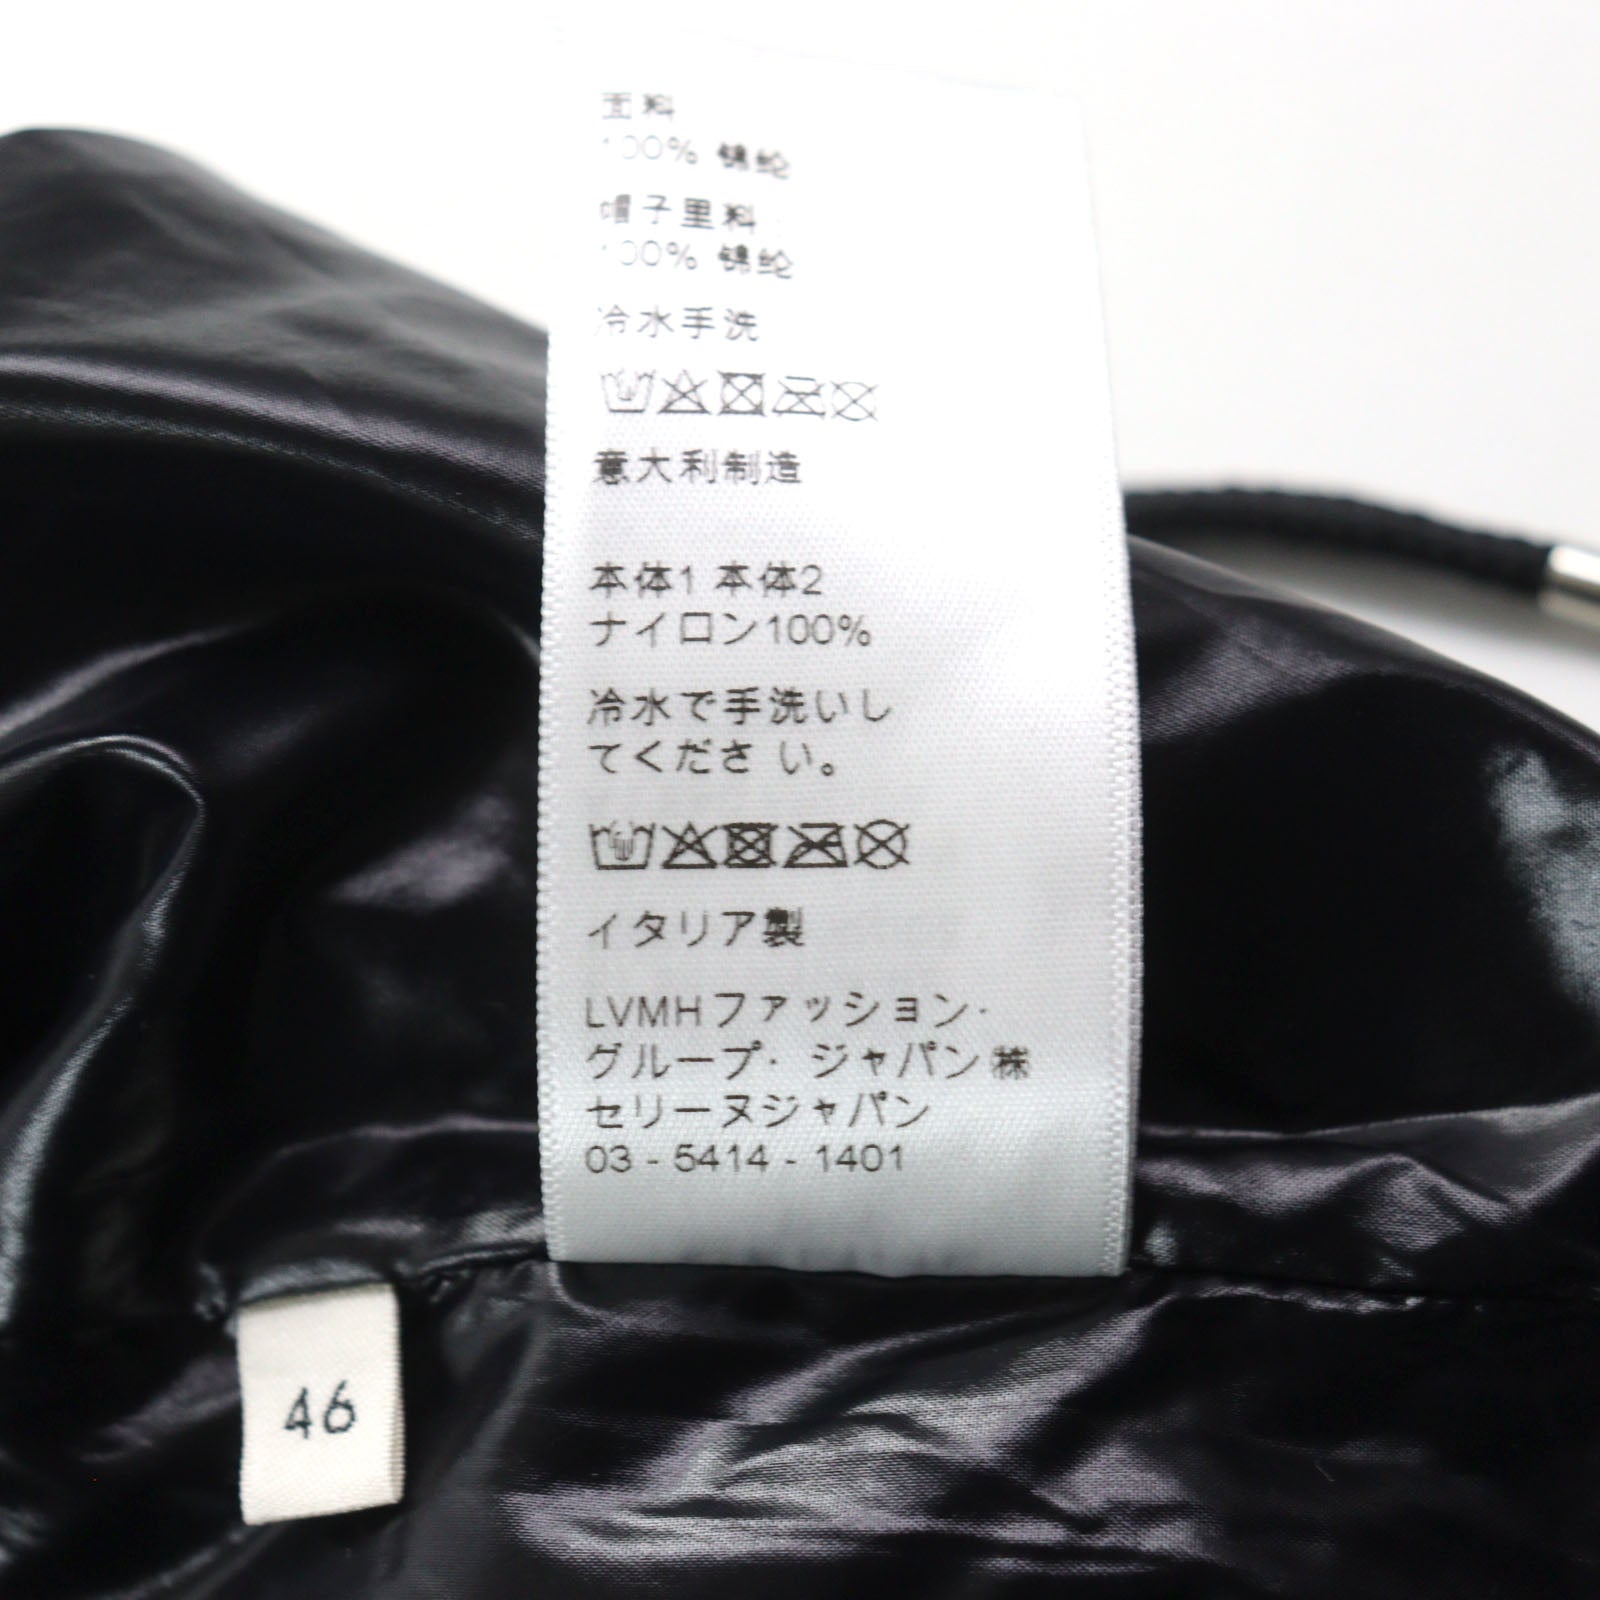 面料
100% 锦纶
帽子里料:
100% 锦纶
冷水手洗
意大利制造
本体1 本体2
ナイロン100%
冷水で手洗いし
てくださ い。
イタリア製
LVMHファッション·
グループ· ジャパン㈱
セリーヌジャパン
03 - 5414 - 1401
46